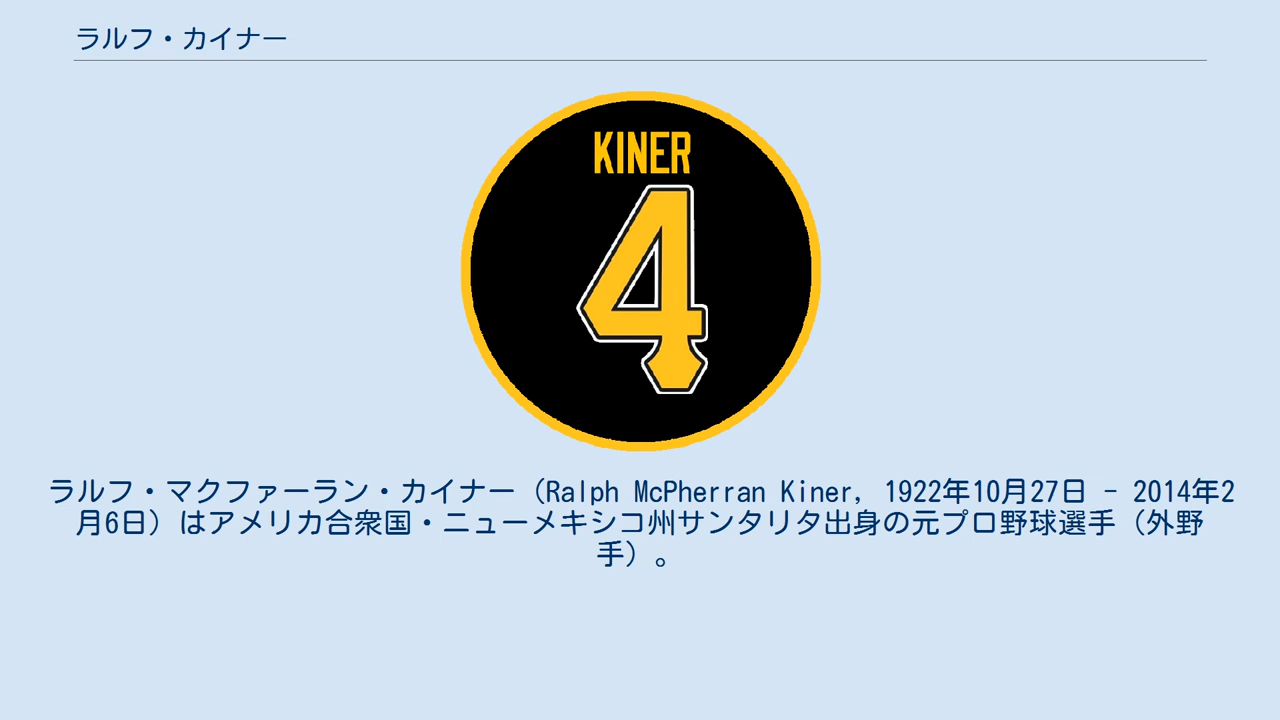 ラルフ・カイナー
KINER
4
ラルフ・マクファーラン・カイナー（Ralph McPherran Kiner, 1922年10月27日 - 2014年2
月6日）はアメリカ合衆国・ニューメキシコ州サンタリタ出身の元プロ野球選手（外野
手）。